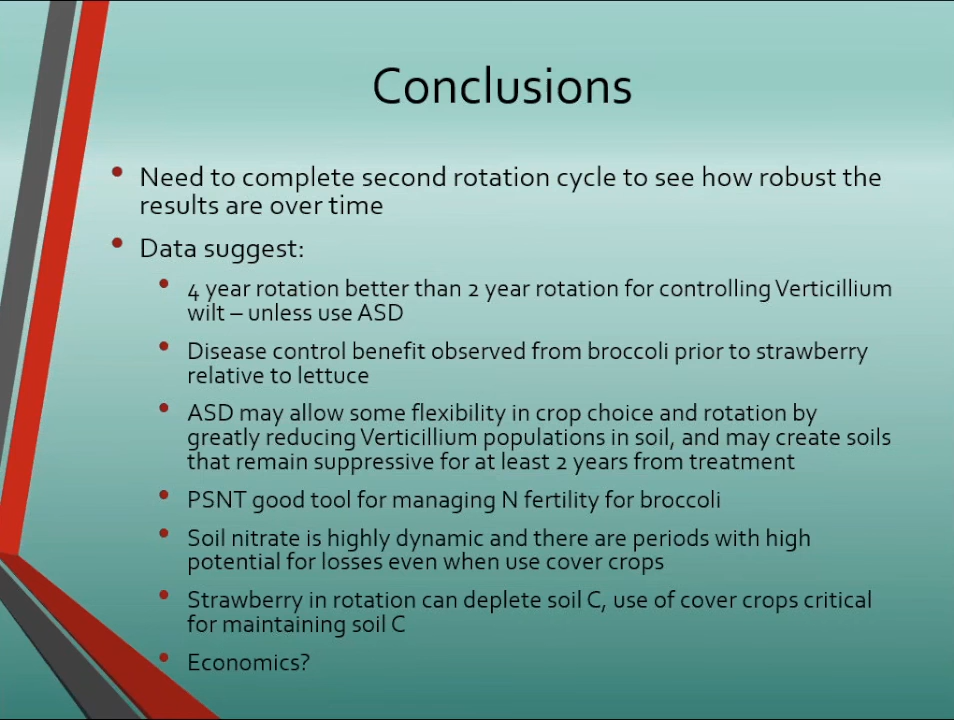 Conclusions
• Need to complete second rotation cycle to see how robust the
results are over time
• Data suggest:
• 4 year rotation better than 2 year rotation for controlling Verticillium
wilt – unless use ASD
• Disease control benefit observed from broccoli prior to strawberry
relative to lettuce
• ASD may allow some flexibility in crop choice and rotation by
greatly reducing Verticillium populations in soil, and may create soils
that remain suppressive for at least 2 years from treatment
• PSNT good tool for managing N fertility for broccoli
• Soil nitrate is highly dynamic and there are periods with high
potential for losses even when use cover crops
• Strawberry in rotation can deplete soil C, use of cover crops critical
for maintaining soil C
• Economics?